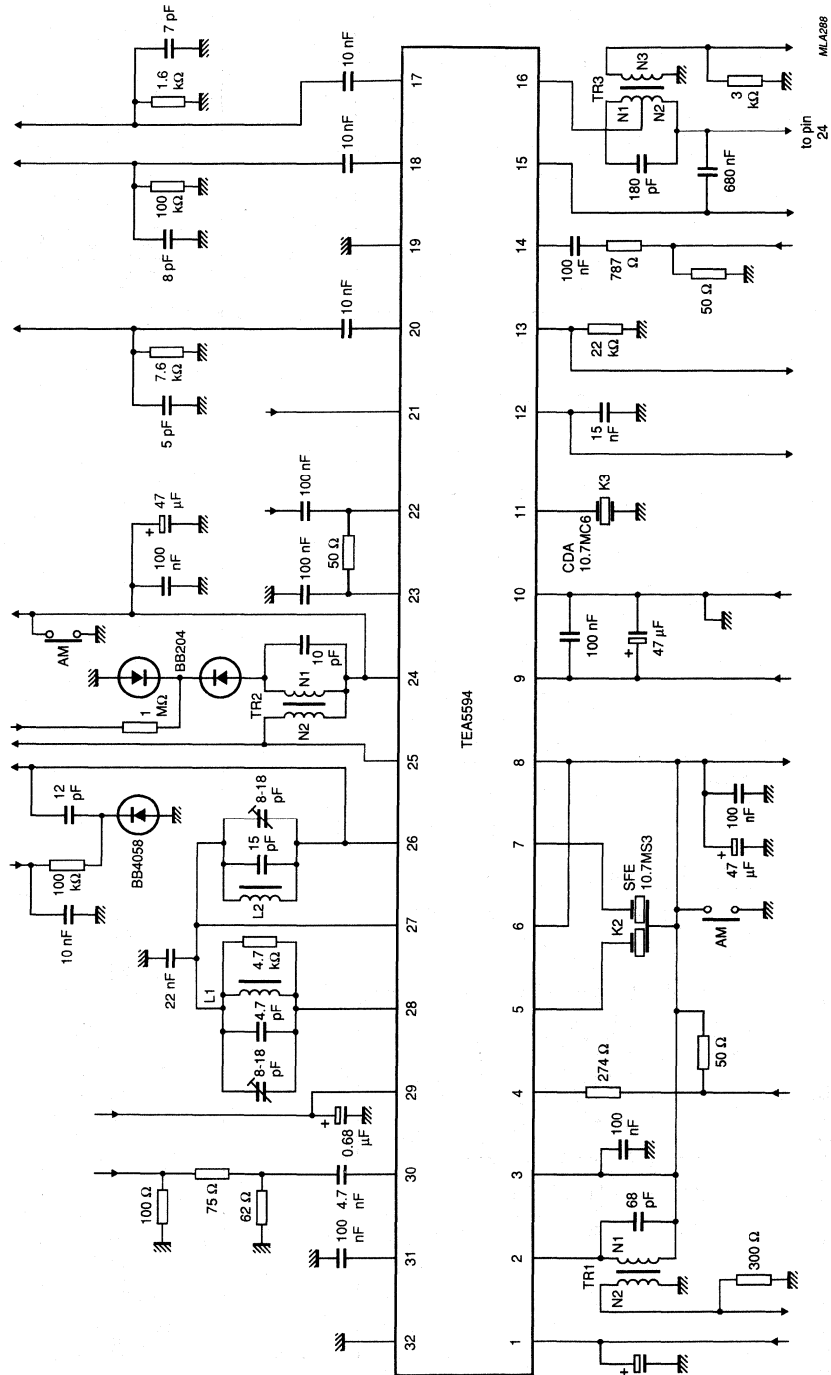 7 pF
1.6
kΩ
10 nF
17
100
kΩ
8 pF
10 nF
18
19
7.6
kΩ
5 pF
10 nF
20
21
47
µF
+
100
nF
100 nF
22
50 Ω
100 nF
23
AM
BB204
1
MΩ
TR2
N1
N2
10
pF
24
25
12
pF
BB4058
100
kΩ
10 nF
8-18
pF
15
pF
L2
26
27
22 nF
L1
4.7
kΩ
4.7
pF
8-18
pF
28
29
+
0.68
µF
100 Ω
75 Ω
62 Ω
4.7
nF
30
100
nF
31
32
TEA5594
16
TR3
N1
N2
N3
180
pF
3
kΩ
15
680 nF
to pin
24
14
100
nF
787
Ω
50 Ω
13
22
kΩ
12
15
nF
11
CDA
10.7MC6
K3
10
9
100 nF
+
47 µF
8
100
nF
+
47
µF
7
SFE
10.7MS3
K2
6
AM
5
4
274 Ω
50 Ω
3
100
nF
2
TR1
N1
N2
68
pF
300 Ω
1
+
MLA288